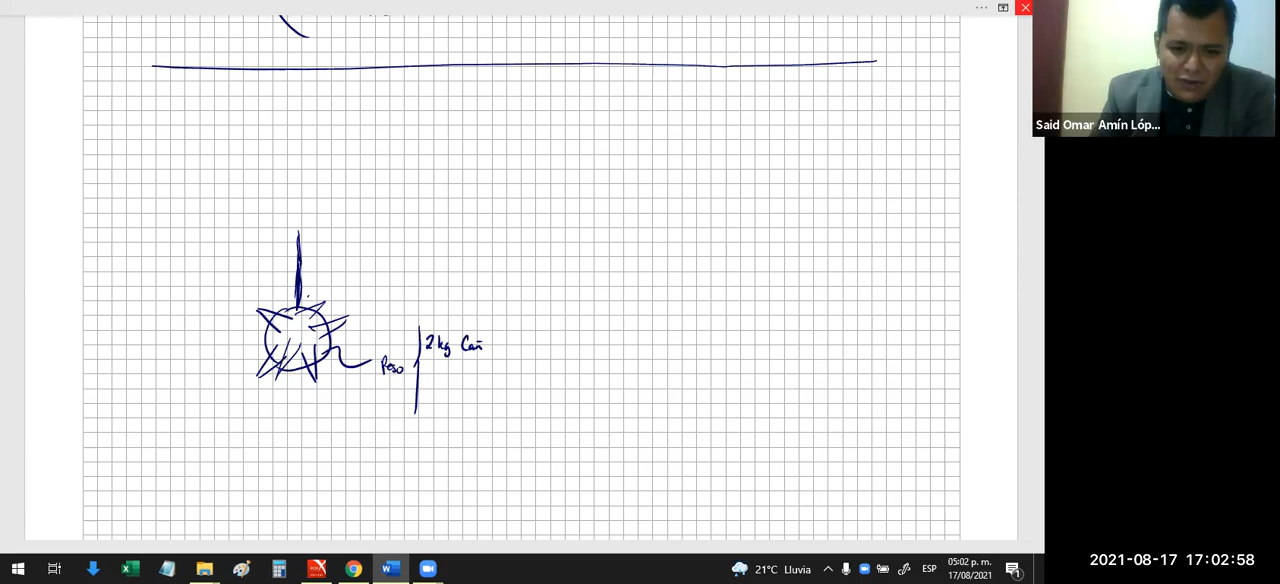 Said Omar Amín Lóp...
2 kg Cañ
Peso
21°C Lluvia
ESP
05:02 p. m.
17/08/2021
2021-08-17 17:02:58